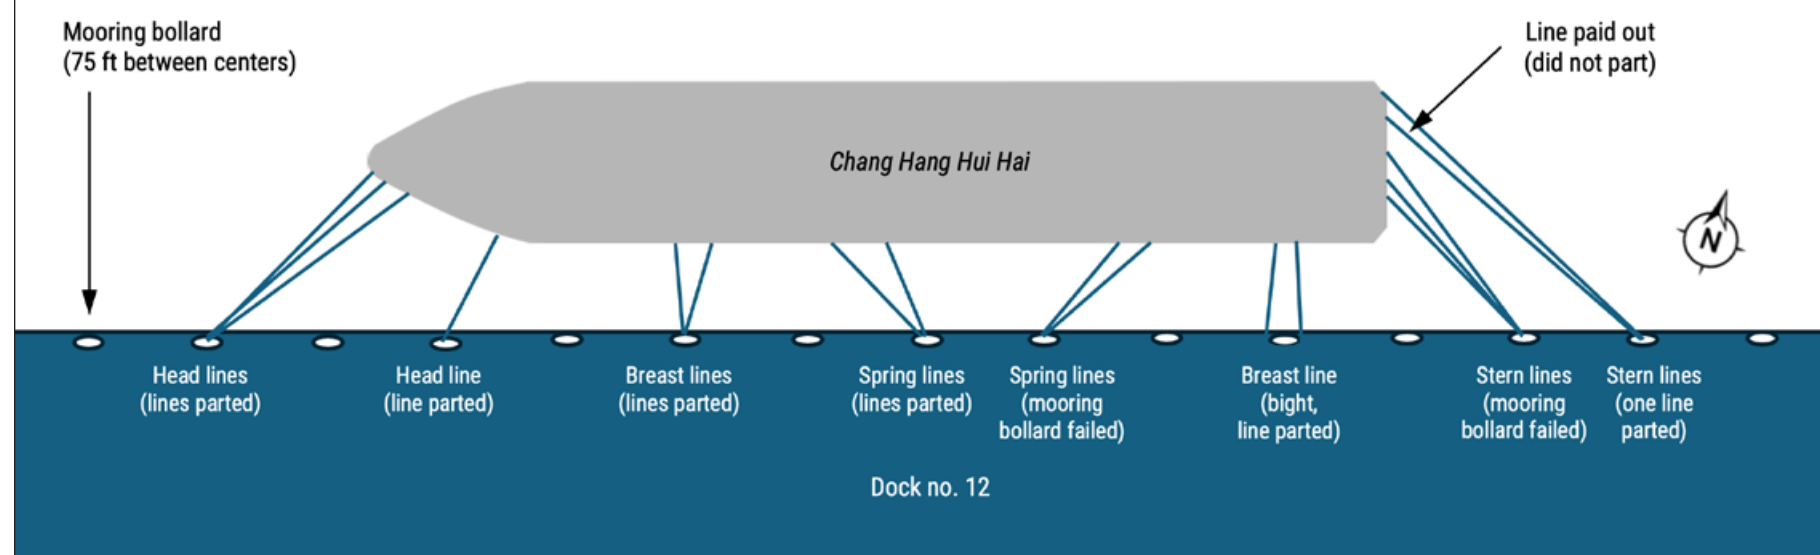 Mooring bollard
(75 ft between centers)
Line paid out
(did not part)
Chang Hang Hui Hai
N
Head lines
(lines parted)
Head line
(line parted)
Breast lines
(lines parted)
Spring lines
(lines parted)
Spring lines
(mooring
bollard failed)
Breast line
(bight,
line parted)
Stern lines
(mooring
bollard failed)
Stern lines
(one line
parted)
Dock no. 12